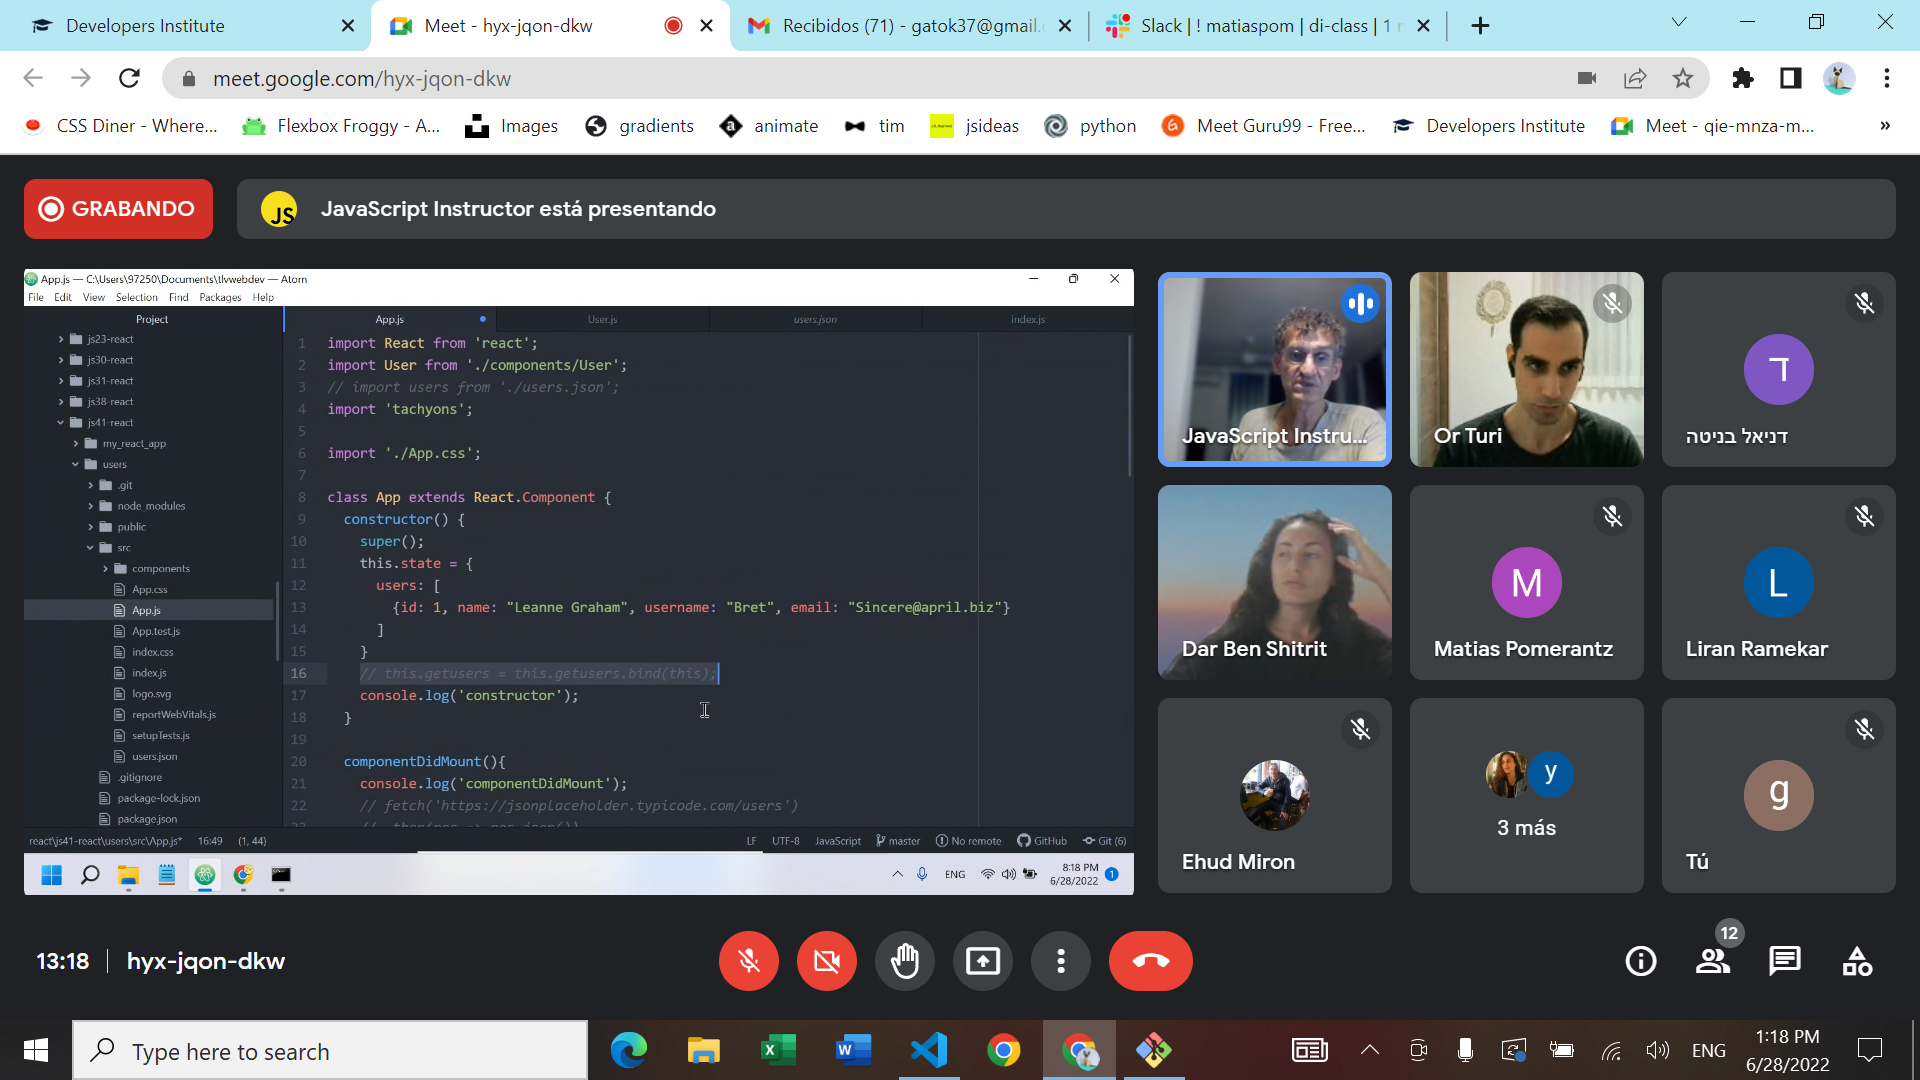 Developers Institute
Meet - hyx-jqon-dkw
Recibidos (71) - gatok37@gmail.
Slack | ! matiaspom | di-class | 1
meet.google.com/hyx-jqon-dkw
CSS Diner - Where...
Flexbox Froggy - A...
Images
gradients
animate
tim
jsideas
python
Meet Guru99 - Free...
Developers Institute
Meet - qie-mnza-m...
»
GRABANDO
JS
JavaScript Instructor está presentando
App.js — C:\Users\97250\Documents\tlvwebdev — Atom
File Edit View Selection Find Packages Help
Project
js23-react
js30-react
js31-react
js38-react
js41-react
my_react_app
users
.git
node_modules
public
src
components
App.css
App.js
App.test.js
index.css
index.js
logo.svg
reportWebVitals.js
setupTests.js
users.json
.gitignore
package-lock.json
package.json
App.js
User.js
users.json
index.js
1 import React from 'react';
2 import User from './components/User';
3 // import users from './users.json';
4 import 'tachyons';
5
6 import './App.css';
7
8 class App extends React.Component {
9 constructor() {
10 super();
11 this.state = {
12 users: [
13 {id: 1, name: "Leanne Graham", username: "Bret", email: "Sincere@april.biz"}
14 ]
15 }
16 // this.getusers = this.getusers.bind(this);
17 console.log('constructor');
18 }
19
20 componentDidMount(){
21 console.log('componentDidMount');
22 // fetch('https://jsonplaceholder.typicode.com/users')
react\js41-react\users\src\App.js* 16:49 (1, 44)
LF UTF-8 JavaScript master No remote GitHub Git (6)
ENG
8:18 PM
6/28/2022
1
JavaScript Instru...
Or Turi
ד
דניאל בניטה
Dar Ben Shitrit
M
Matias Pomerantz
L
Liran Ramekar
Ehud Miron
y
3 más
g
Tú
13:18 | hyx-jqon-dkw
12
Type here to search
ENG
1:18 PM
6/28/2022